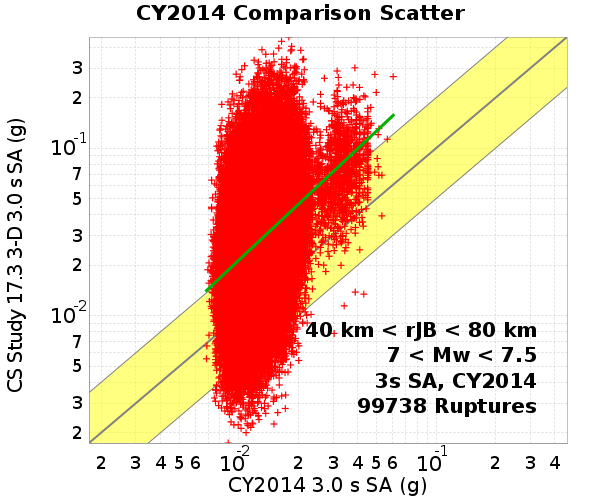 CY2014 Comparison Scatter
CS Study 17.3 3-D 3.0 s SA (g)
3
2
10-1
7
5
3
2
10-2
7
5
3
2
40 km < rJB < 80 km
7 < Mw < 7.5
3s SA, CY2014
99738 Ruptures
2 3 4 5 6 10-2 2 3 4 5 6 10-1 2 3 4
CY2014 3.0 s SA (g)